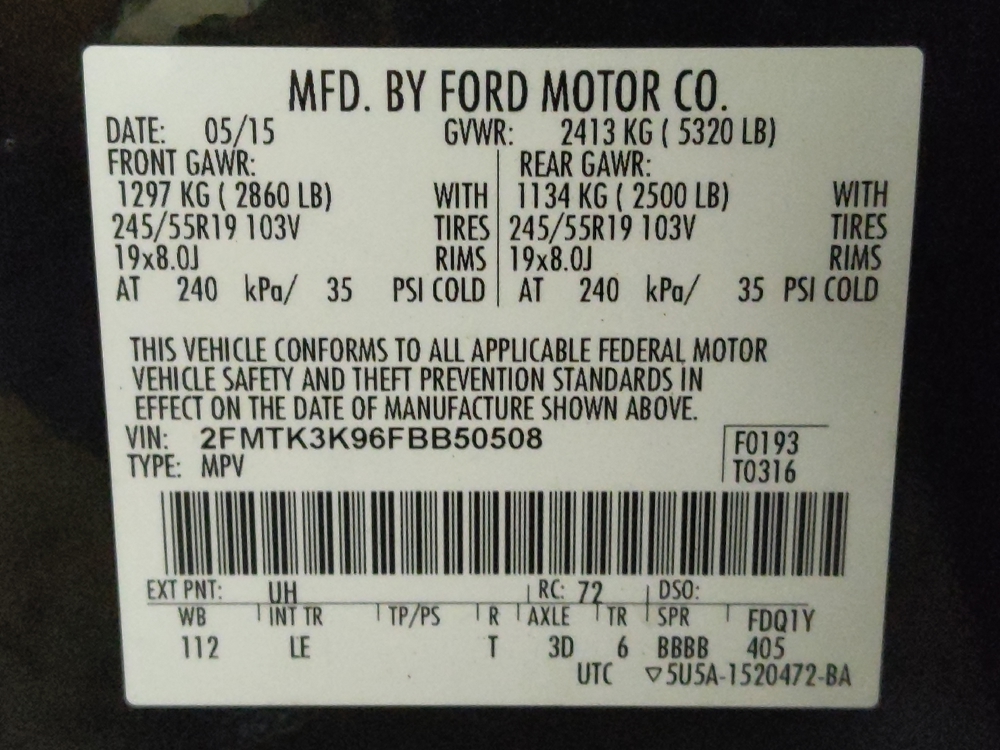 MFD. BY FORD MOTOR CO.
DATE: 05/15 GVWR: 2413 KG ( 5320 LB)
FRONT GAWR: REAR GAWR:
1297 KG ( 2860 LB) WITH 1134 KG ( 2500 LB) WITH
245/55R19 103V TIRES 245/55R19 103V TIRES
19x8.0J RIMS 19x8.0J RIMS
AT 240 kPa/ 35 PSI COLD AT 240 kPa/ 35 PSI COLD
THIS VEHICLE CONFORMS TO ALL APPLICABLE FEDERAL MOTOR
VEHICLE SAFETY AND THEFT PREVENTION STANDARDS IN
EFFECT ON THE DATE OF MANUFACTURE SHOWN ABOVE.
VIN: 2FMTK3K96FBB50508 F0193
TYPE: MPV T0316
EXT PNT: UH RC: 72 DSO:
WB INT TR TP/PS R AXLE TR SPR FDQ1Y
112 LE T 3D 6 BBBB 405
UTC ▽5U5A-1520472-BA